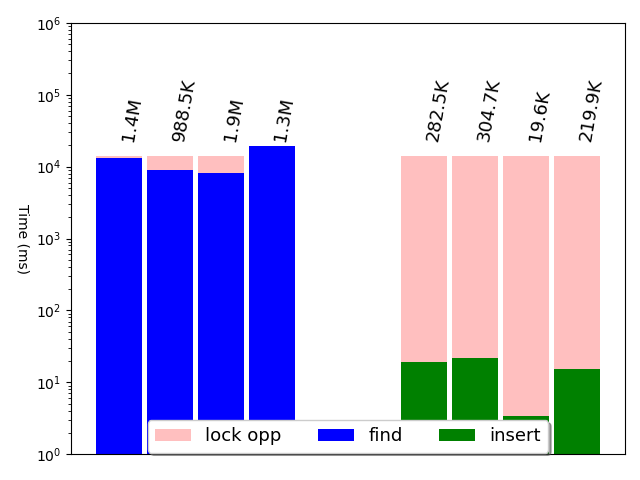 10^6
10^5
10^4
10^3
10^2
10^1
10^0
Time (ms)
1.4M
988.5K
1.9M
1.3M
282.5K
304.7K
19.6K
219.9K
lock opp find insert